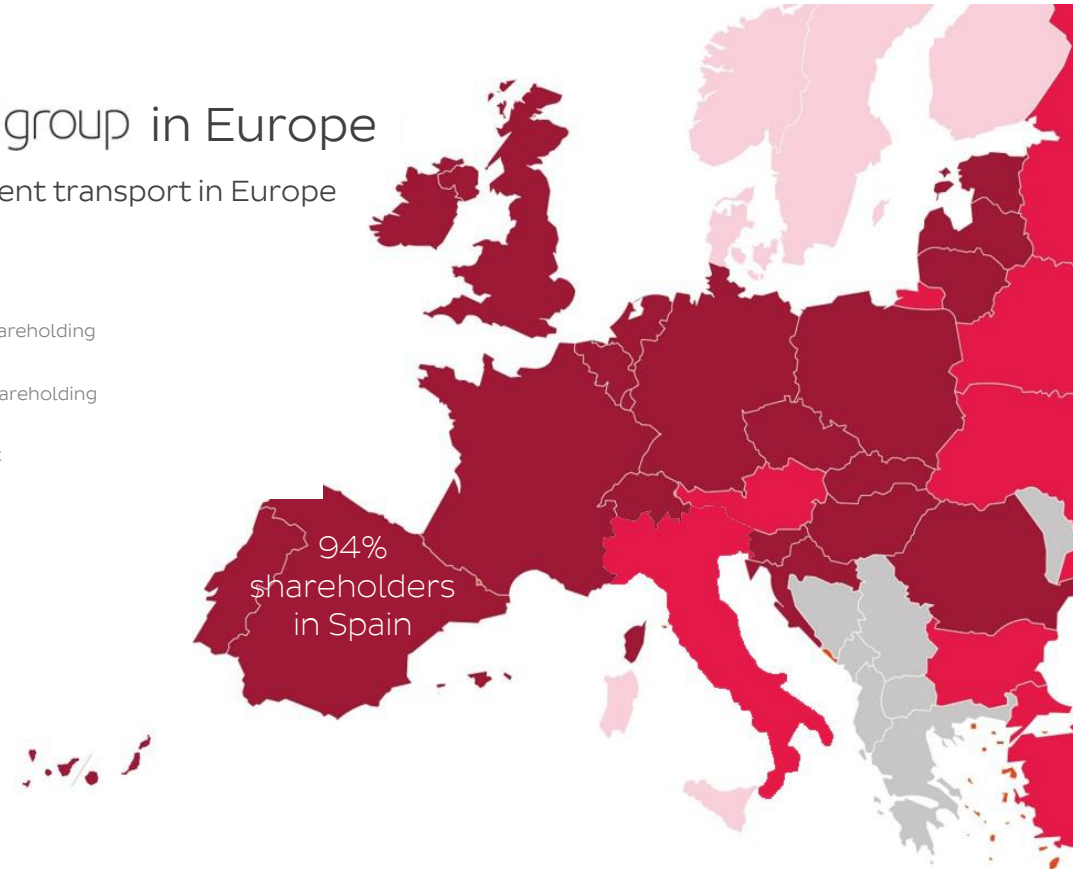 group in Europe
ent transport in Europe
areholding
areholding
94%
shareholders
in Spain